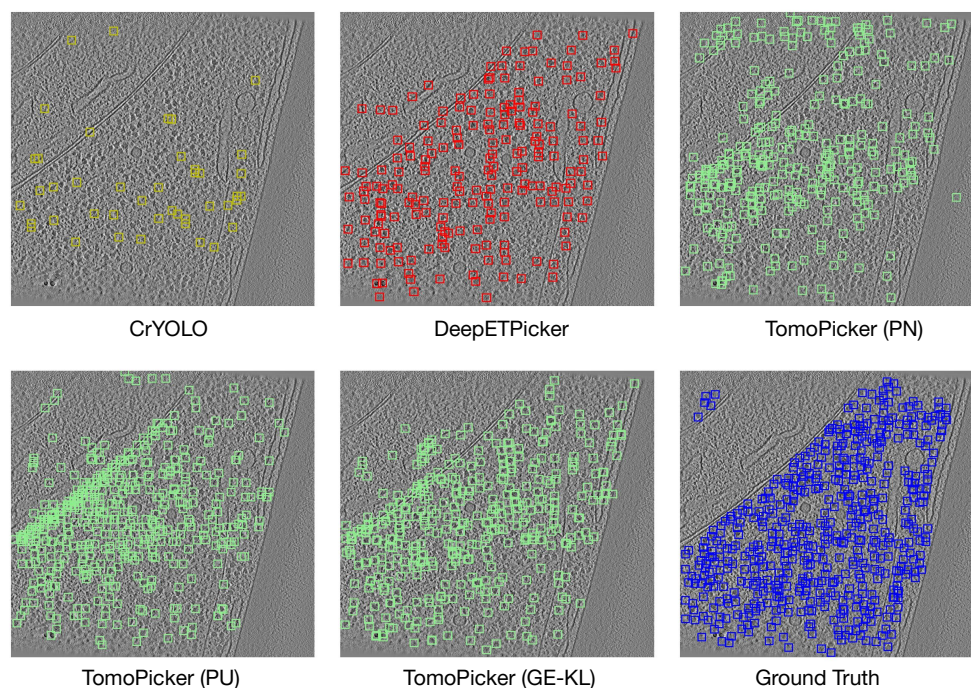 CrYOLO
DeepETPicker
TomoPicker (PN)
TomoPicker (PU)
TomoPicker (GE-KL)
Ground Truth